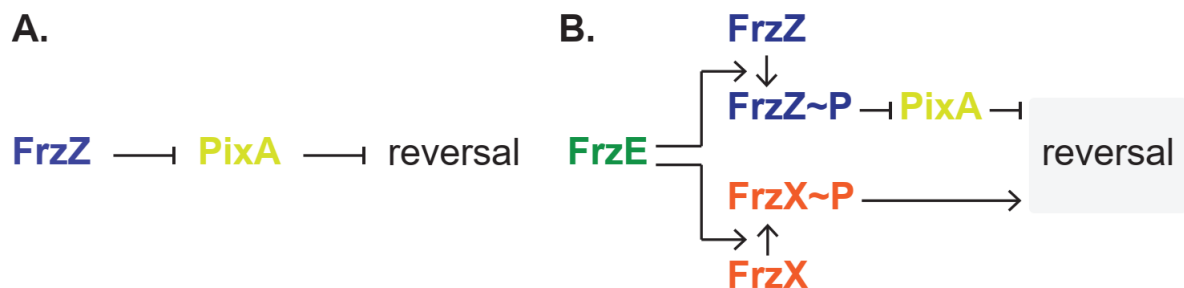 A.
FrzZ PixA reversal
B.
FrzZ
FrzZ~P PixA
FrzE reversal
FrzX~P
FrzX